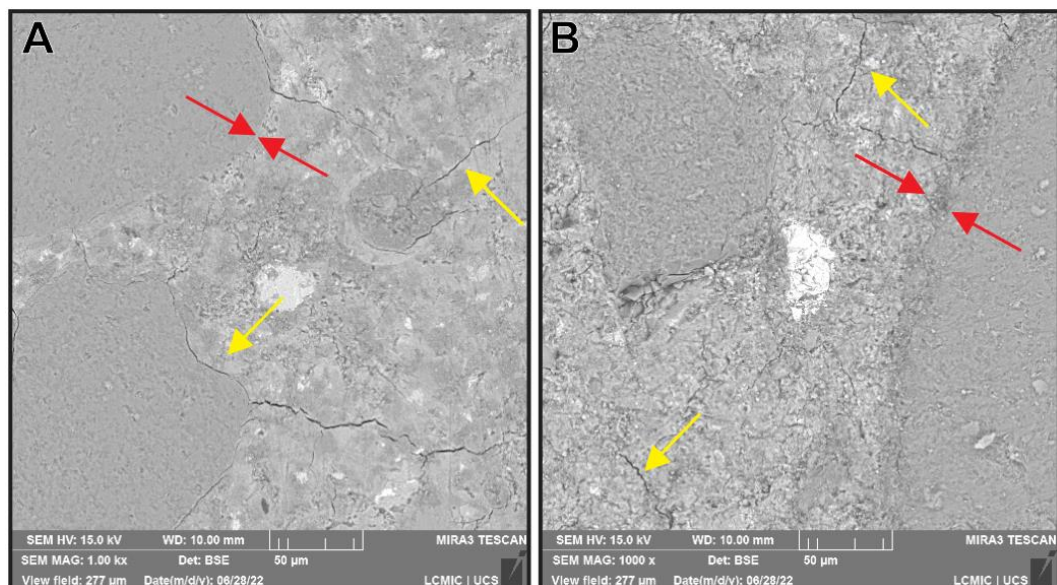 A
SEM HV: 15.0 kV WD: 10.00 mm MIRA3 TESCAN
SEM MAG: 1.00 kx Det: BSE 50 µm
View field: 277 µm Date(m/d/y): 06/28/22 LCMIC | UCS
B
SEM HV: 15.0 kV WD: 10.00 mm MIRA3 TESCAN
SEM MAG: 1000 x Det: BSE 50 µm
View field: 277 µm Date(m/d/y): 06/28/22 LCMIC | UCS